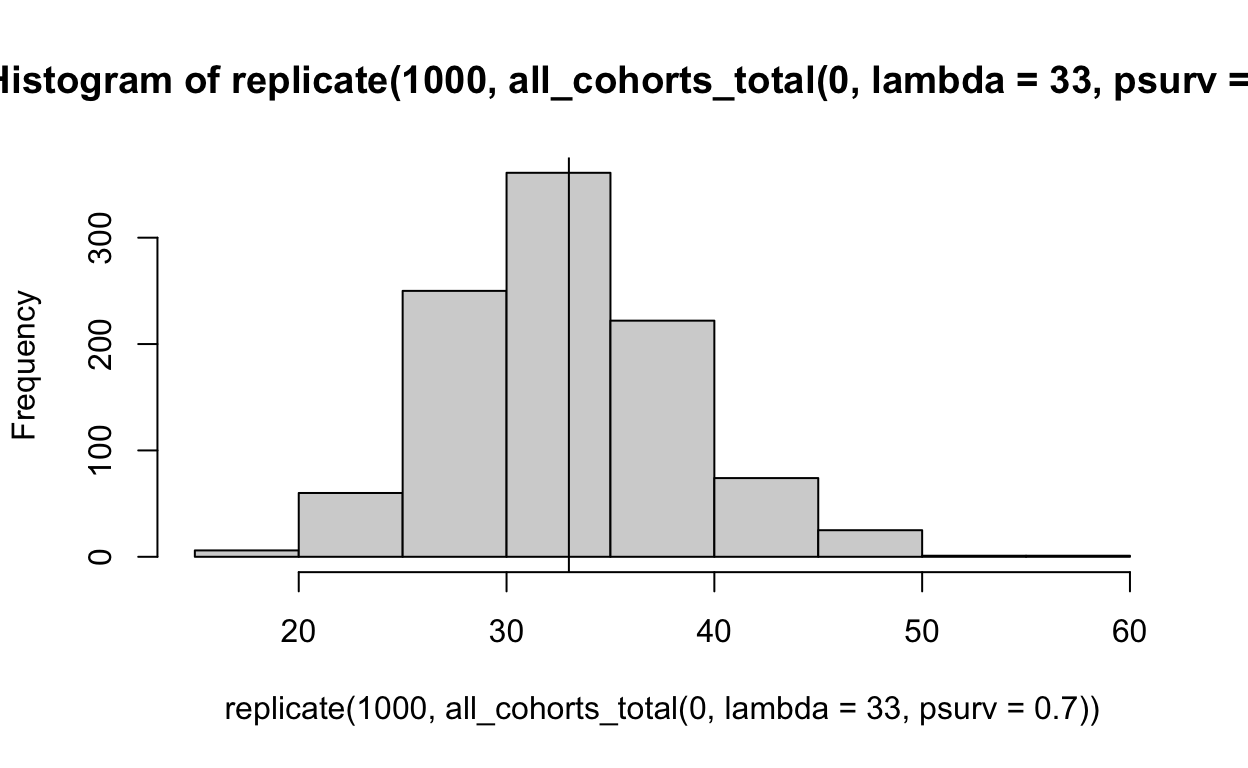 Histogram of replicate(1000, all_cohorts_total(0, lambda = 33, psurv =
Frequency
300
200
100
0
20 30 40 50 60
replicate(1000, all_cohorts_total(0, lambda = 33, psurv = 0.7))